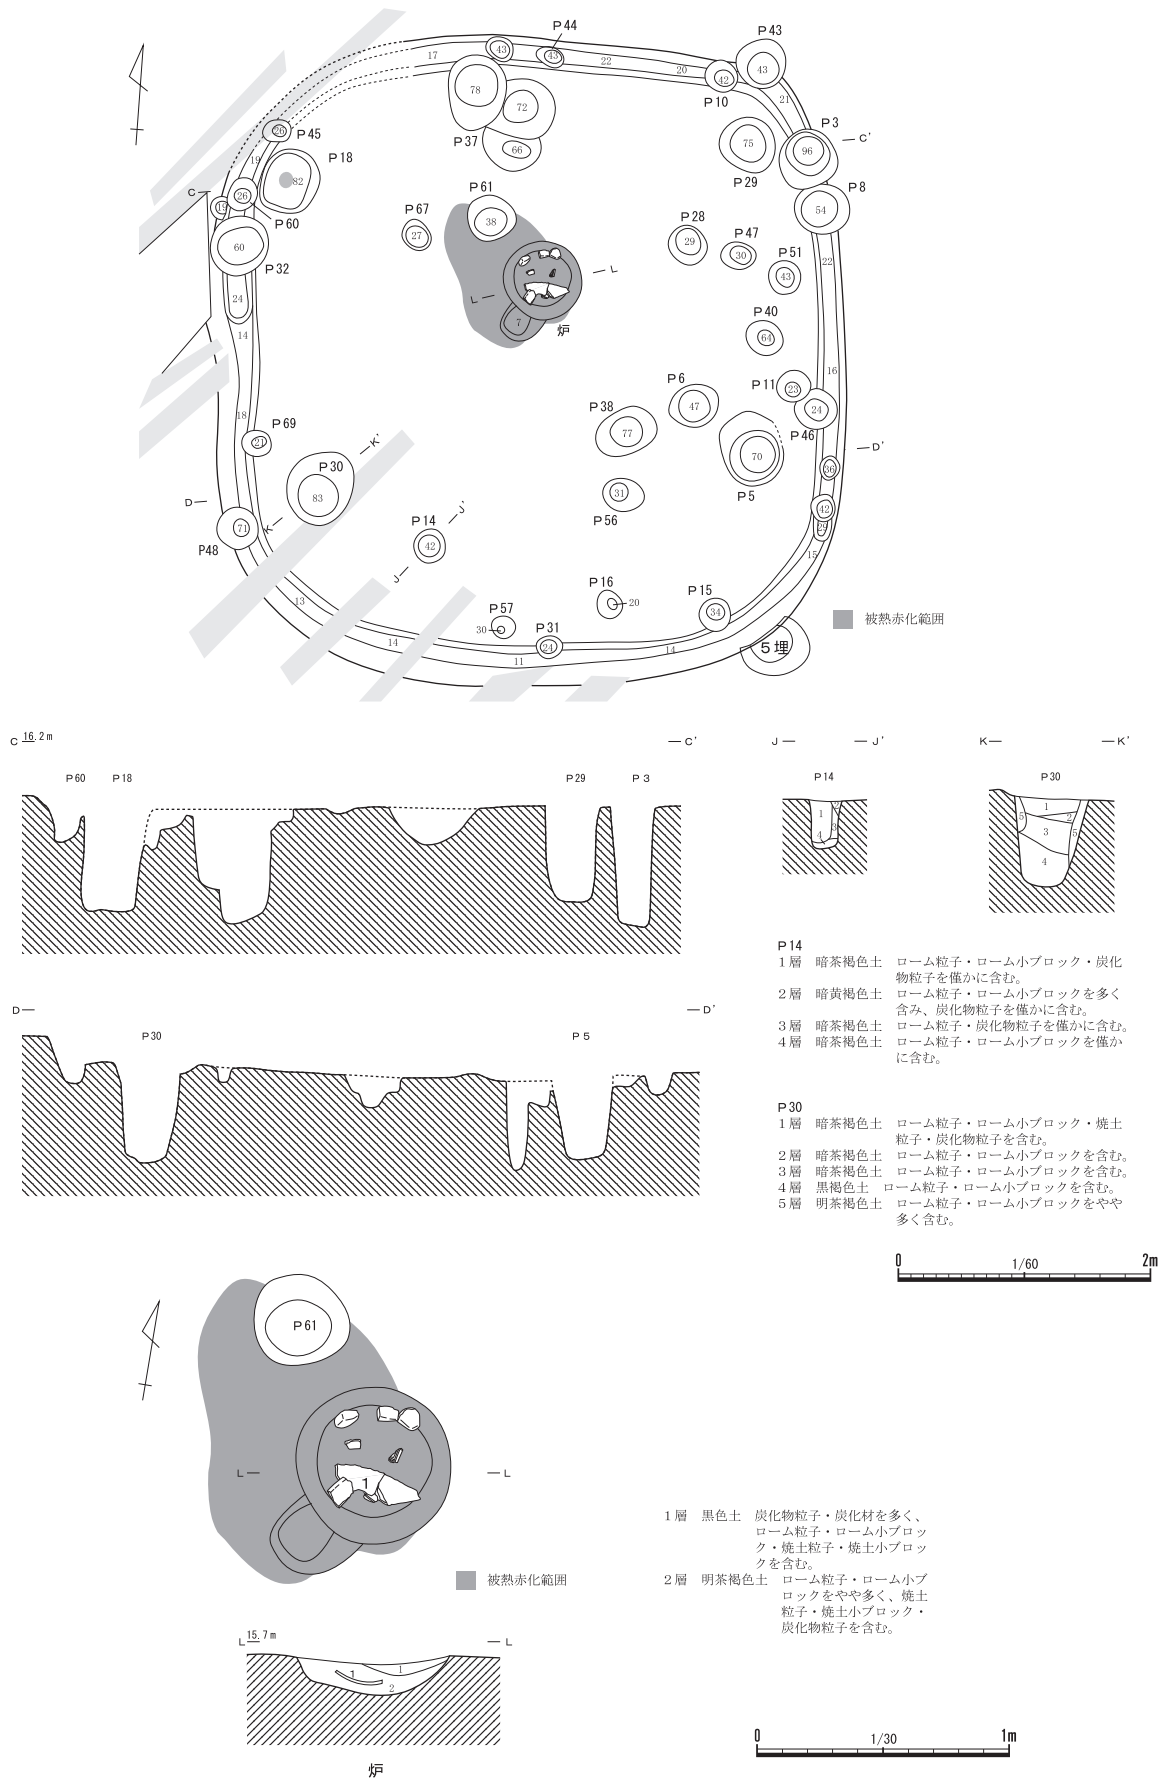 P44
P43
43
43
43
17
22
20
42
P10
21
78
72
P37
66
75
P29
P3
96
C'
26
P45
19
P18
82
C
19
26
P60
P8
54
60
P32
P67
27
P61
38
P28
29
P47
30
P51
43
22
L
L
7
炉
24
14
P40
64
16
P11
23
24
P46
P6
47
P38
77
18
P69
21
K'
P30
83
K
70
P5
D'
36
D
71
P48
P14
42
J'
J
31
P56
42
29
15
13
P16
20
P15
34
P57
30
P31
24
14
11
14
5埋
被熱赤化範囲
C 16.2m
C'
P60
P18
P29
P3
J
J'
P14
1
2
3
4
K
K'
P30
1
2
3
4
5
5
D
D'
P30
P5
P14
1層 暗茶褐色土 ローム粒子・ローム小ブロック・炭化
物粒子を僅かに含む。
2層 暗黄褐色土 ローム粒子・ローム小ブロックを多く
含み、炭化物粒子を僅かに含む。
3層 暗茶褐色土 ローム粒子・炭化物粒子を僅かに含む。
4層 暗茶褐色土 ローム粒子・ローム小ブロックを僅か
に含む。
P30
1層 暗茶褐色土 ローム粒子・ローム小ブロック・焼土
粒子・炭化物粒子を含む。
2層 暗茶褐色土 ローム粒子・ローム小ブロックを含む。
3層 暗茶褐色土 ローム粒子・ローム小ブロックを含む。
4層 黒褐色土 ローム粒子・ローム小ブロックを含む。
5層 明茶褐色土 ローム粒子・ローム小ブロックをやや
多く含む。
0 1/60 2m
P61
1
L
L
被熱赤化範囲
1層 黒色土 炭化物粒子・炭化材を多く、
ローム粒子・ローム小ブロッ
ク・焼土粒子・焼土小ブロッ
クを含む。
2層 明茶褐色土 ローム粒子・ローム小ブ
ロックをやや多く、焼土
粒子・焼土小ブロック・
炭化物粒子を含む。
L 15.7m
L
1
1
2
炉
0 1/30 1m